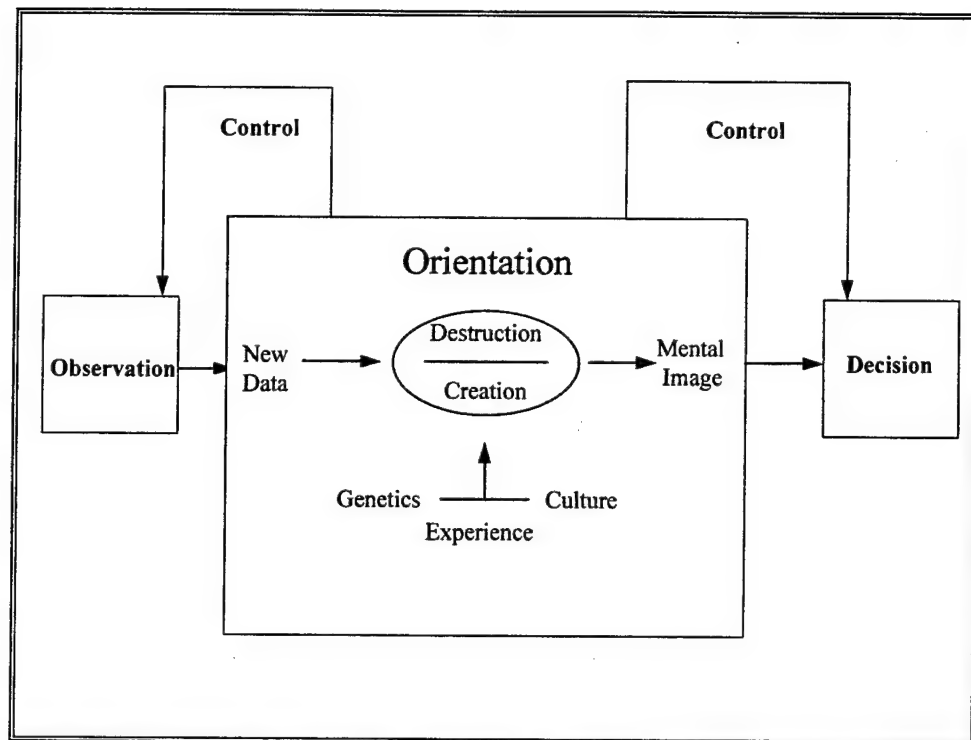 Control
Control
Orientation
Observation
New
Data
Destruction
Creation
Mental
Image
Decision
Genetics
Culture
Experience